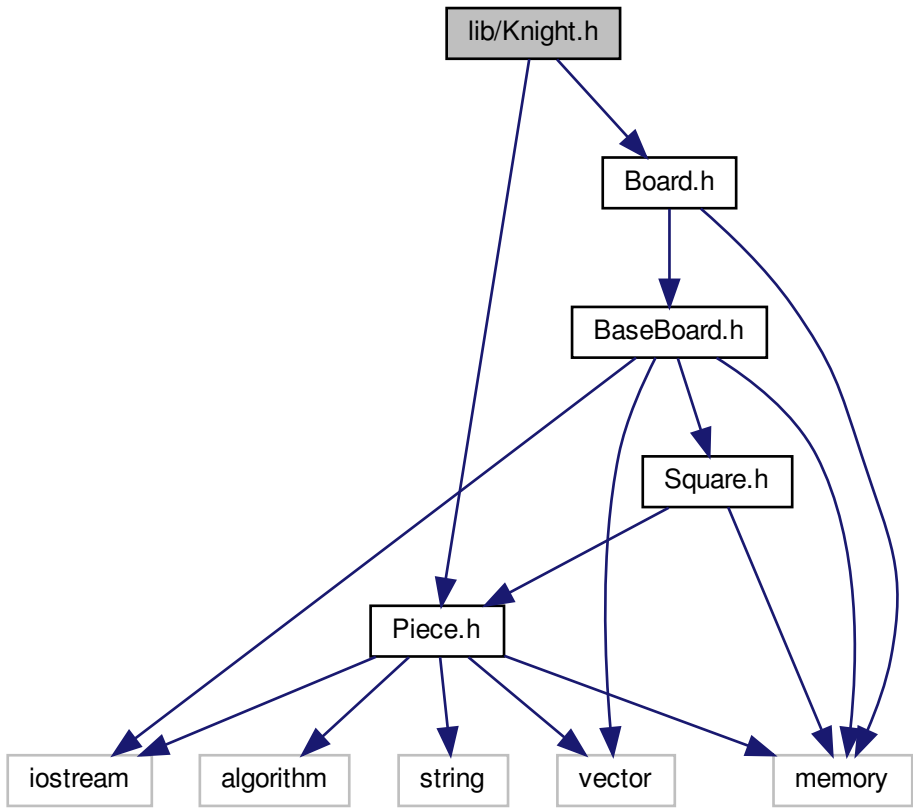 lib/Knight.h
Board.h
BaseBoard.h
Square.h
Piece.h
iostream
algorithm
string
vector
memory